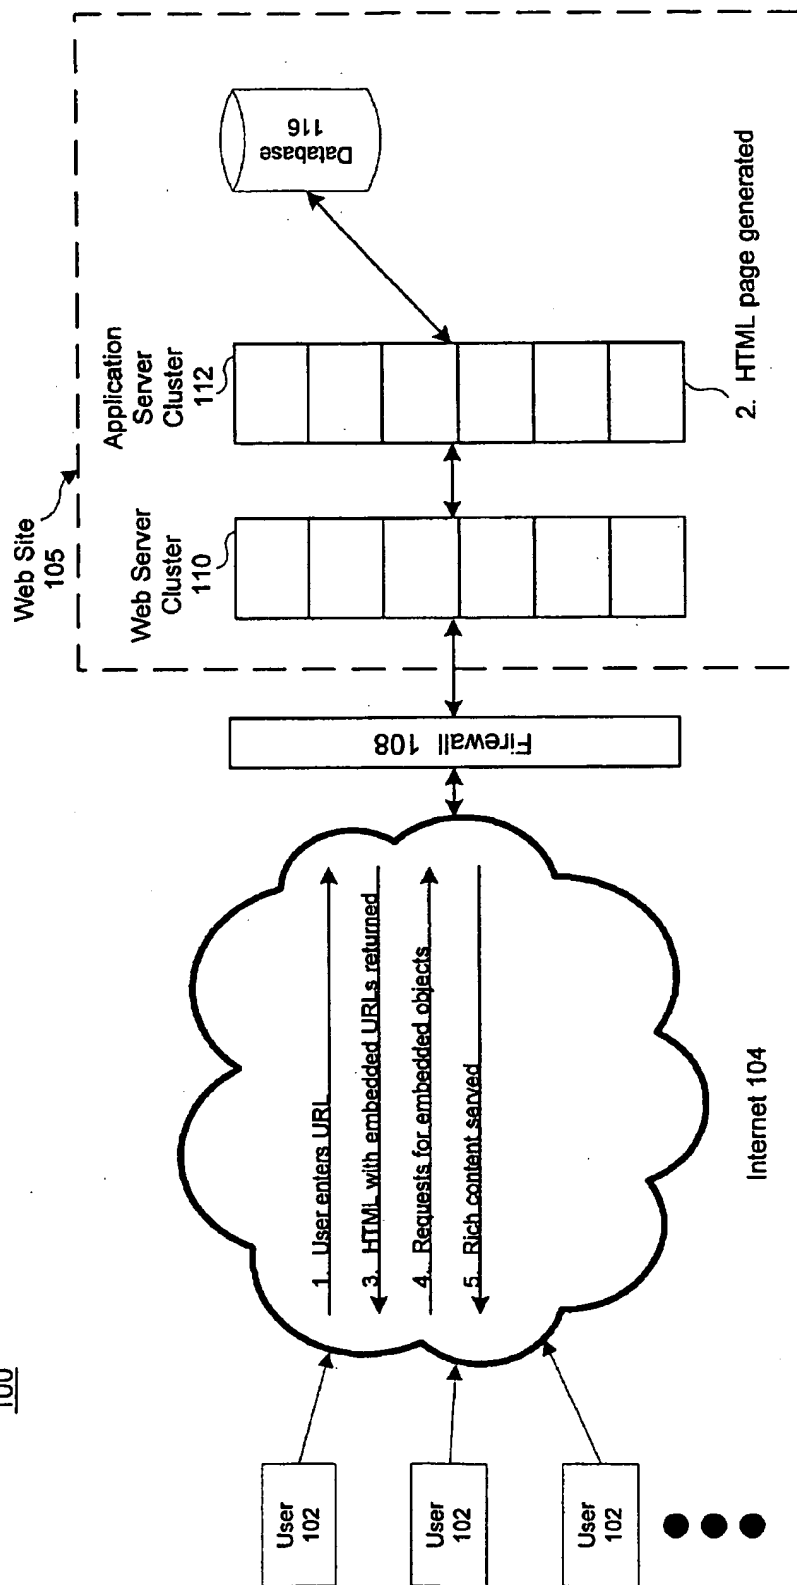 100
Web Site
105
Application
Server
Cluster
112
Web Server
Cluster
110
Database
116
Firewall 108
2. HTML page generated
1. User enters URL
3. HTML with embedded URLs returned
4. Requests for embedded objects
5. Rich content served
Internet 104
User
102
User
102
User
102